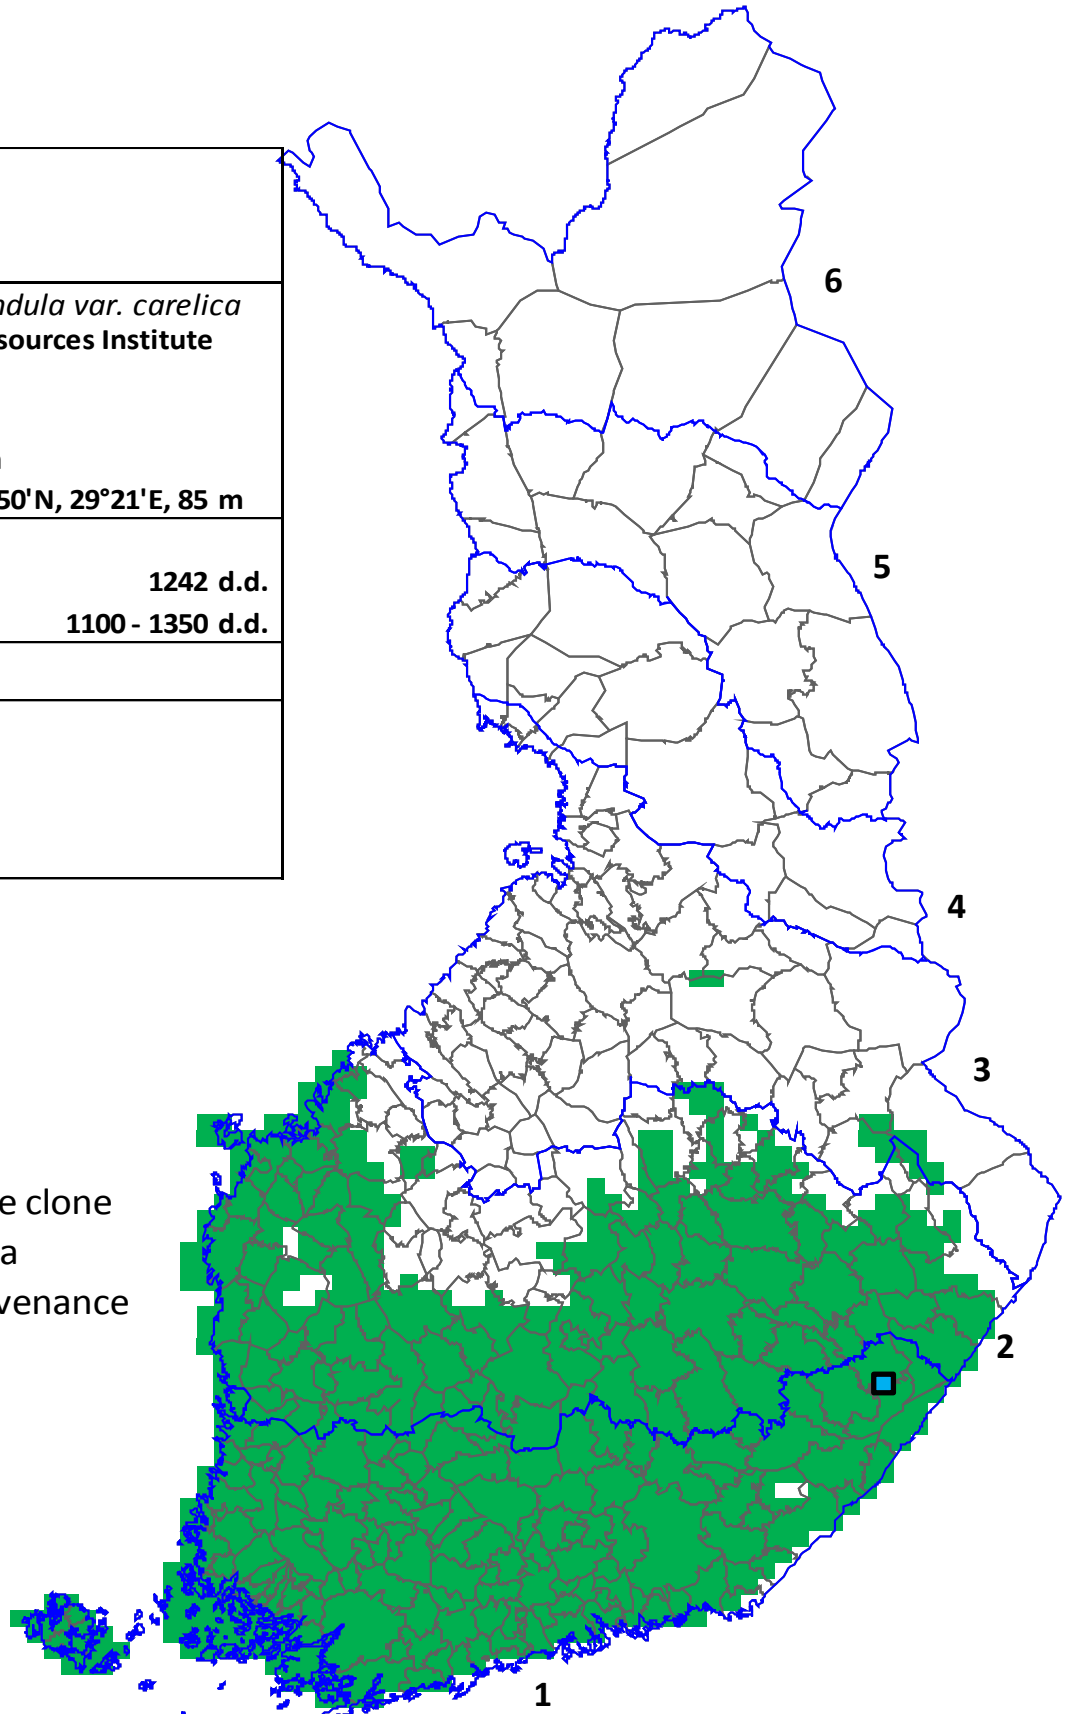 ndula var. carelica
sources Institute
50'N, 29°21'E, 85 m
1242 d.d.
1100 - 1350 d.d.
e clone
a
venance
6
5
4
3
2
1